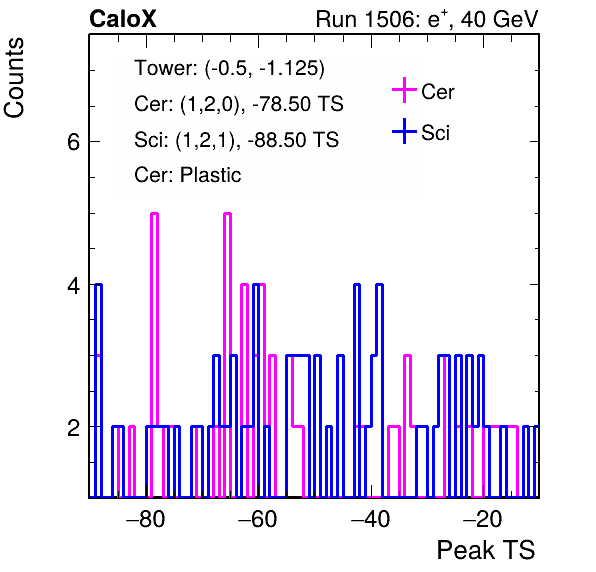 CaloX Run 1506: e⁺, 40 GeV
Counts
Tower: (-0.5, -1.125)
Cer: (1,2,0), -78.50 TS
Sci: (1,2,1), -88.50 TS
Cer: Plastic
Cer
Sci
6
4
2
−80 −60 −40 −20
Peak TS